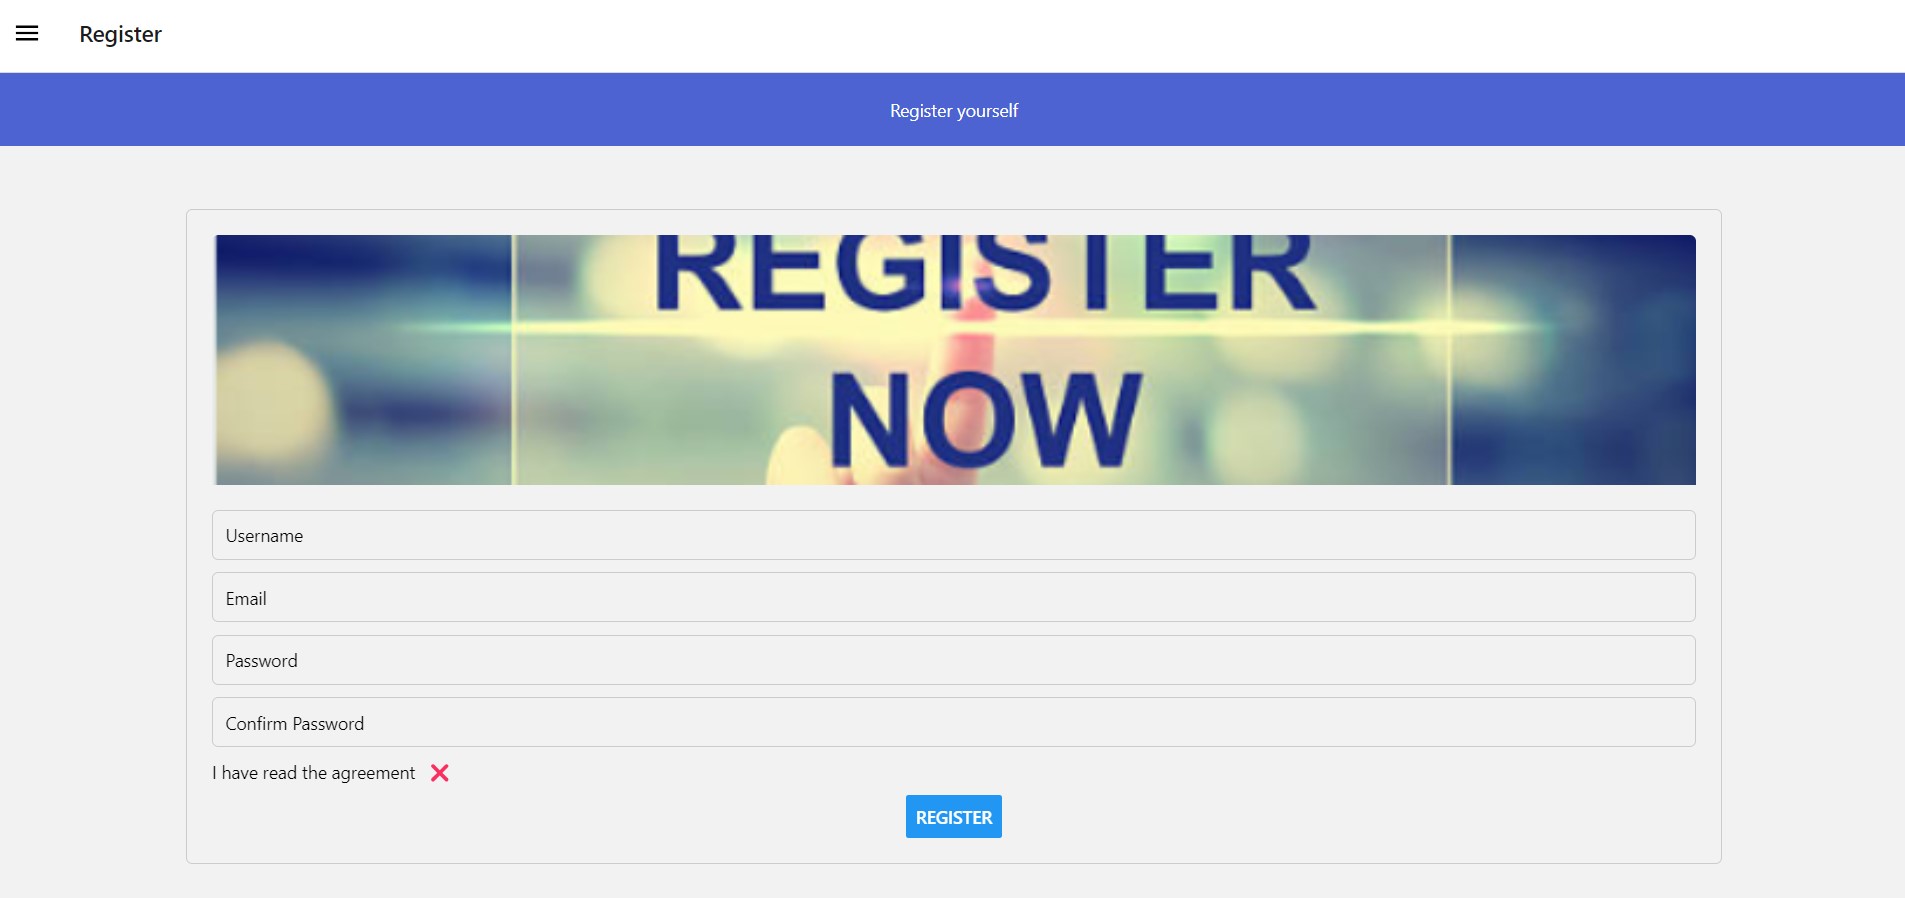 Register
Register yourself
REGISTER
NOW
Username
Email
Password
Confirm Password
I have read the agreement
REGISTER